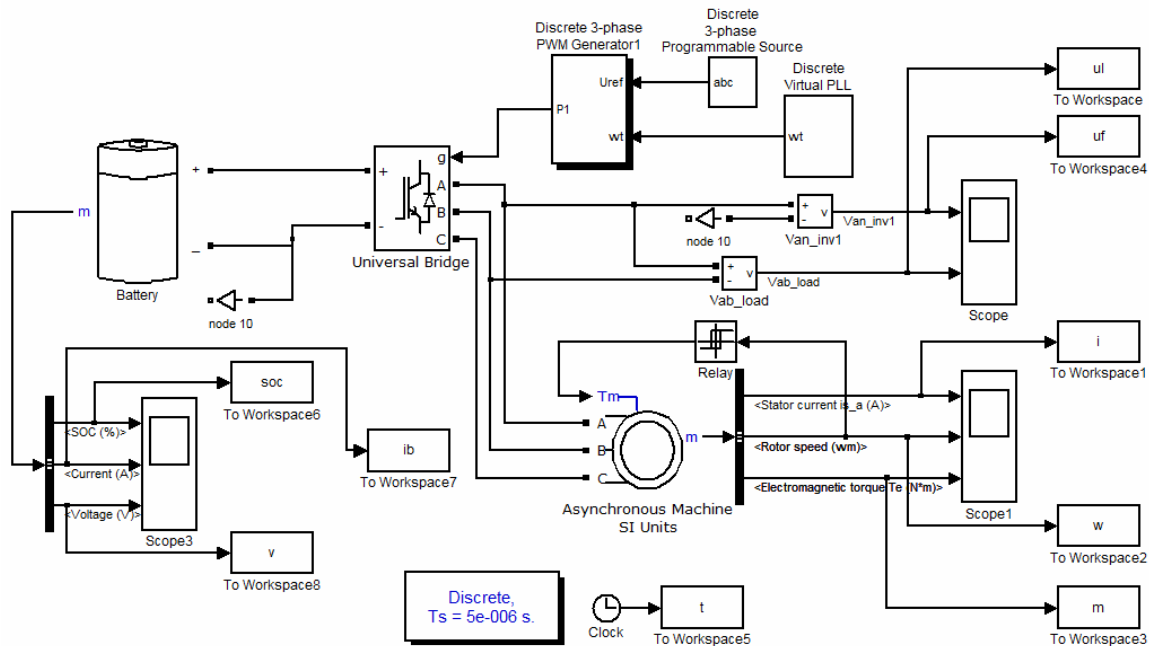 Discrete 3-phase
PWM Generator1
Discrete
3-phase
Programmable Source
Discrete
Virtual PLL
Uref
P1
wt
abc
wt
ul
To Workspace
uf
To Workspace4
+
_
m
Battery
node 10
g
+
-
A
B
C
Universal Bridge
node 10
+
-
v
Van_inv1
Van_inv1
+
-
v
Vab_load
Vab_load
Scope
Relay
i
To Workspace1
Tm
A
B
C
m
Asynchronous Machine
SI Units
<Stator current is_a (A)>
<Rotor speed (wm)>
<Electromagnetic torque Te (N*m)>
Scope1
soc
To Workspace6
<SOC (%)>
<Current (A)>
<Voltage (V)>
Scope3
ib
To Workspace7
v
To Workspace8
w
To Workspace2
m
To Workspace3
Discrete,
Ts = 5e-006 s.
Clock
t
To Workspace5